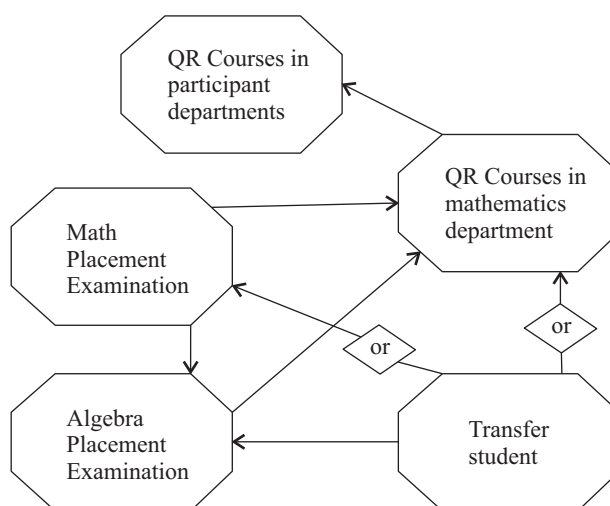 QR Courses in
participant
departments
QR Courses in
mathematics
department
Math
Placement
Examination
or
or
Algebra
Placement
Examination
Transfer
student